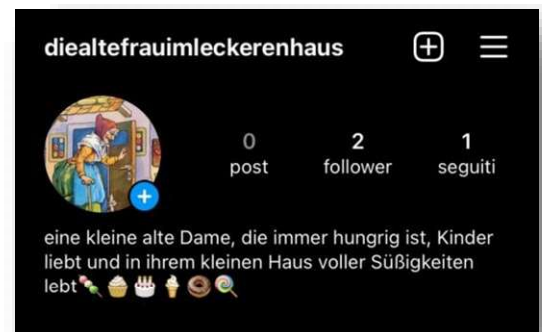 diealtefrauimleckerenhaus
0 2 1
post follower seguiti
eine kleine alte Dame, die immer hungrig ist, Kinder
liebt und in ihrem kleinen Haus voller Süßigkeiten
lebt🍡🧁🎂🍦🍩🍭